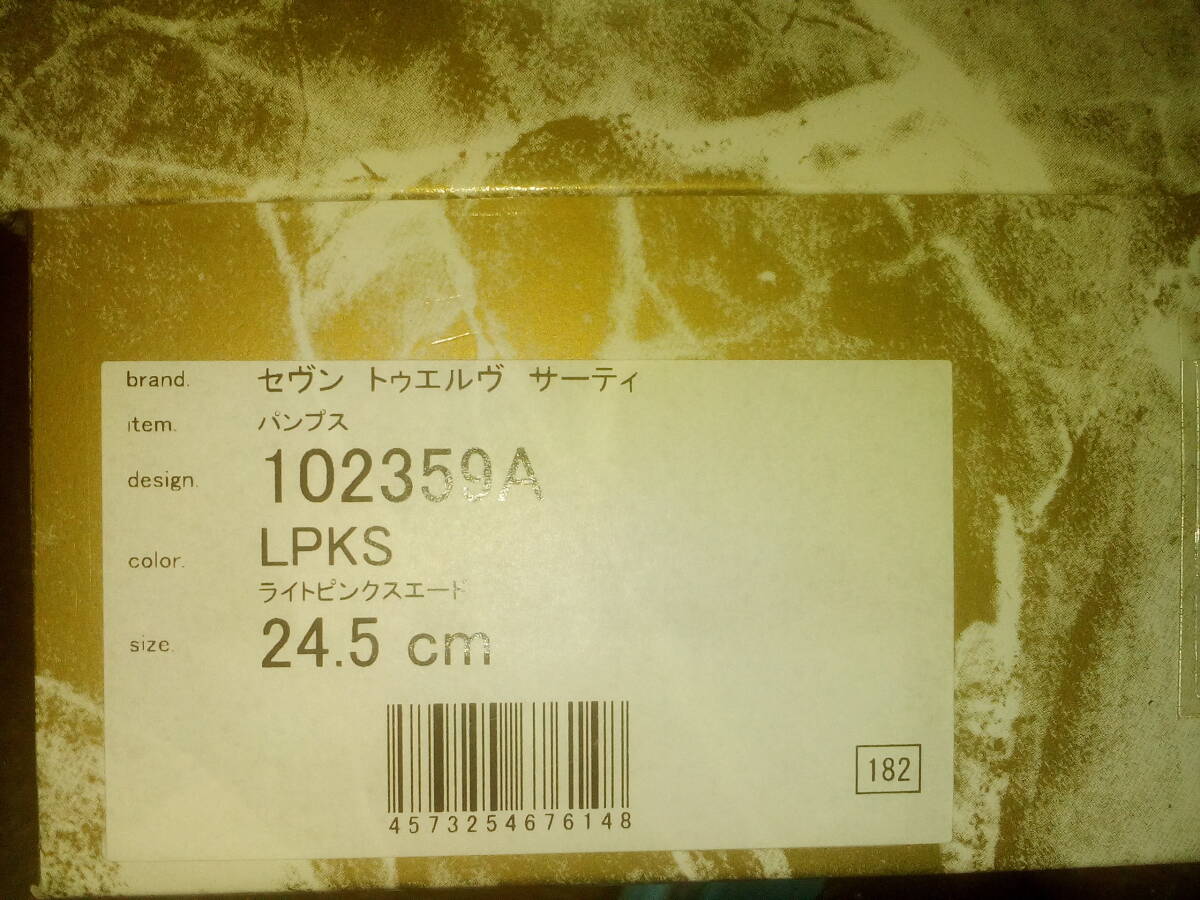 brand. セヴン トゥエルヴ サーティ
item. パンプス
design. 102359A
color. LPKS
ライトピンクスエード
size. 24.5 cm
4573254676148
182